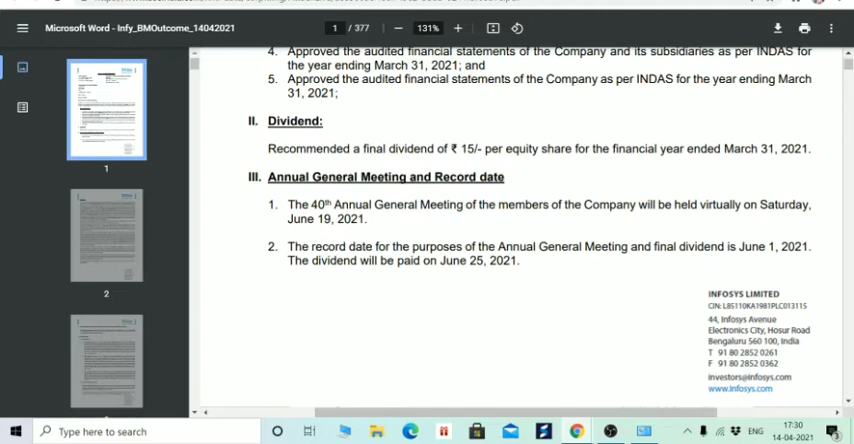 Microsoft Word - Infy_BMOutcome_14042021
1 / 377
131%
4. Approved the audited financial statements of the Company and its subsidiaries as per INDAS for
the year ending March 31, 2021; and
5. Approved the audited financial statements of the Company as per INDAS for the year ending March
31, 2021;
II. Dividend:
Recommended a final dividend of ₹ 15/- per equity share for the financial year ended March 31, 2021.
III. Annual General Meeting and Record date
1. The 40th Annual General Meeting of the members of the Company will be held virtually on Saturday,
June 19, 2021.
2. The record date for the purposes of the Annual General Meeting and final dividend is June 1, 2021.
The dividend will be paid on June 25, 2021.
INFOSYS LIMITED
CIN: L85110KA1981PLC013115
44, Infosys Avenue
Electronics City, Hosur Road
Bengaluru 560 100, India
T 91 80 2852 0261
F 91 80 2852 0362
investors@infosys.com
www.infosys.com
1
2
Type here to search
ENG
17:30
14-04-2021
3